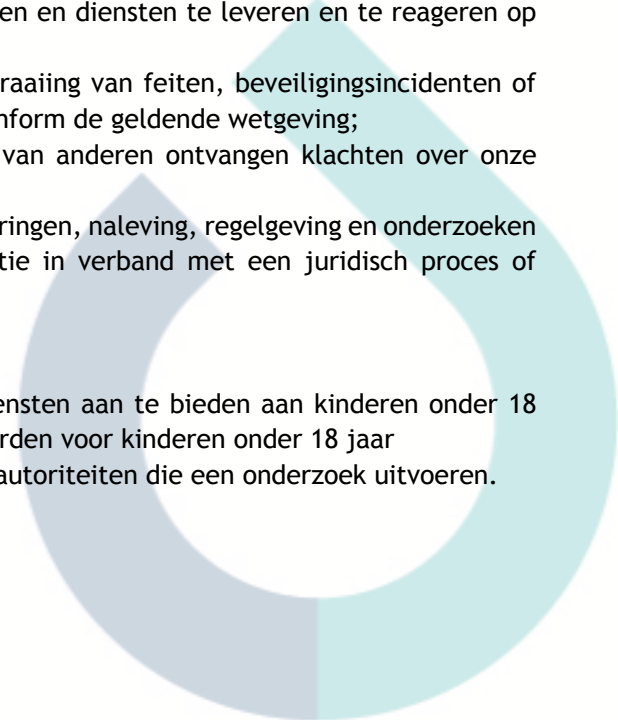 en en diensten te leveren en te reageren op
raaiing van feiten, beveiligingsincidenten of
nform de geldende wetgeving;
van anderen ontvangen klachten over onze
ringen, naleving, regelgeving en onderzoeken
tie in verband met een juridisch proces of
ensten aan te bieden aan kinderen onder 18
rden voor kinderen onder 18 jaar
autoriteiten die een onderzoek uitvoeren.